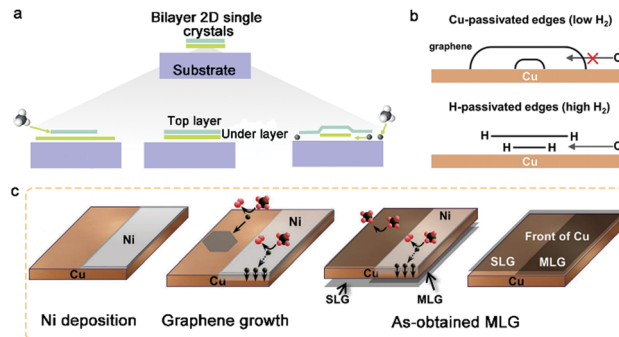 a
Bilayer 2D single
crystals
Substrate
Top layer
Under layer
b
Cu-passivated edges (low H2)
graphene
C
Cu
H-passivated edges (high H2)
H H
H H
C
Cu
c
Ni
Cu
Ni deposition
Ni
Cu
Graphene growth
Ni
Cu
SLG
MLG
As-obtained MLG
Front of Cu
SLG MLG
Cu